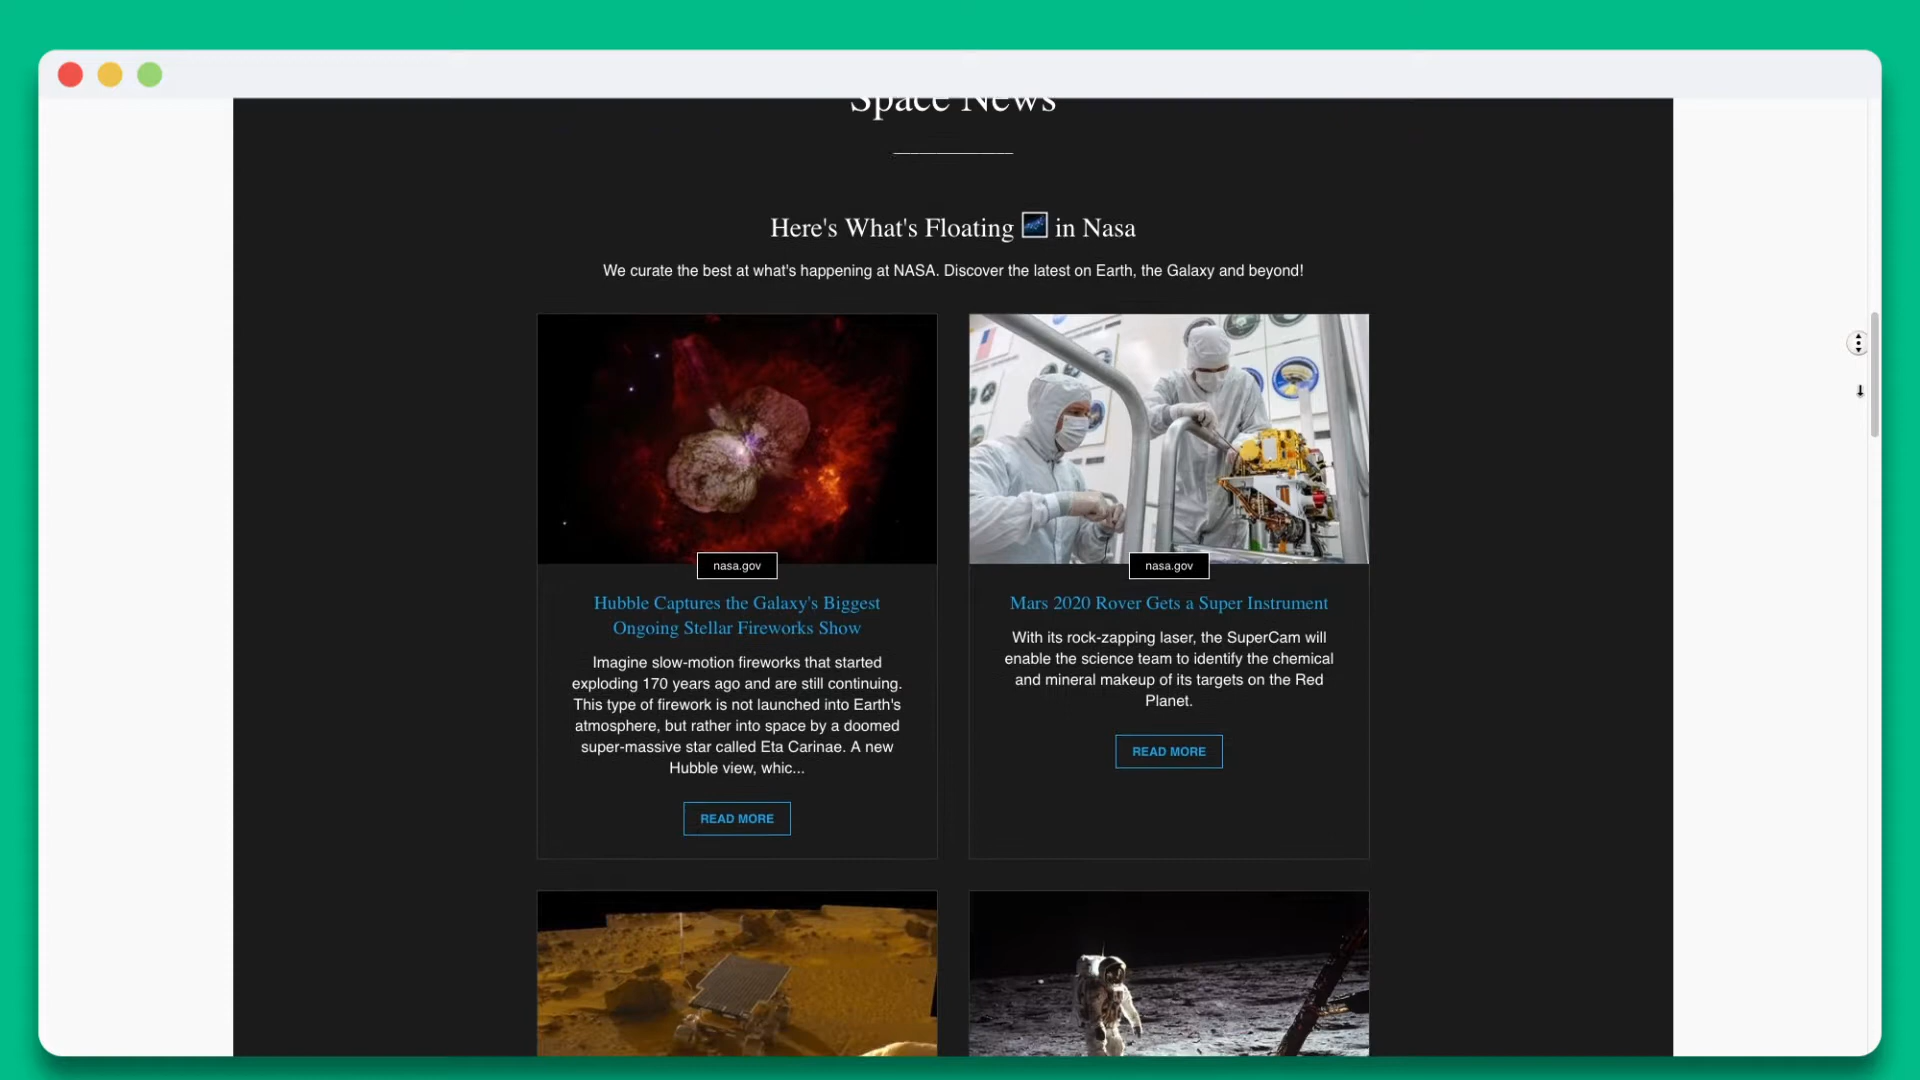 Space News
Here's What's Floating 🌌 in Nasa
We curate the best at what's happening at NASA. Discover the latest on Earth, the Galaxy and beyond!
nasa.gov
Hubble Captures the Galaxy's Biggest
Ongoing Stellar Fireworks Show
Imagine slow-motion fireworks that started
exploding 170 years ago and are still continuing.
This type of firework is not launched into Earth's
atmosphere, but rather into space by a doomed
super-massive star called Eta Carinae. A new
Hubble view, whic...
READ MORE
nasa.gov
Mars 2020 Rover Gets a Super Instrument
With its rock-zapping laser, the SuperCam will
enable the science team to identify the chemical
and mineral makeup of its targets on the Red
Planet.
READ MORE